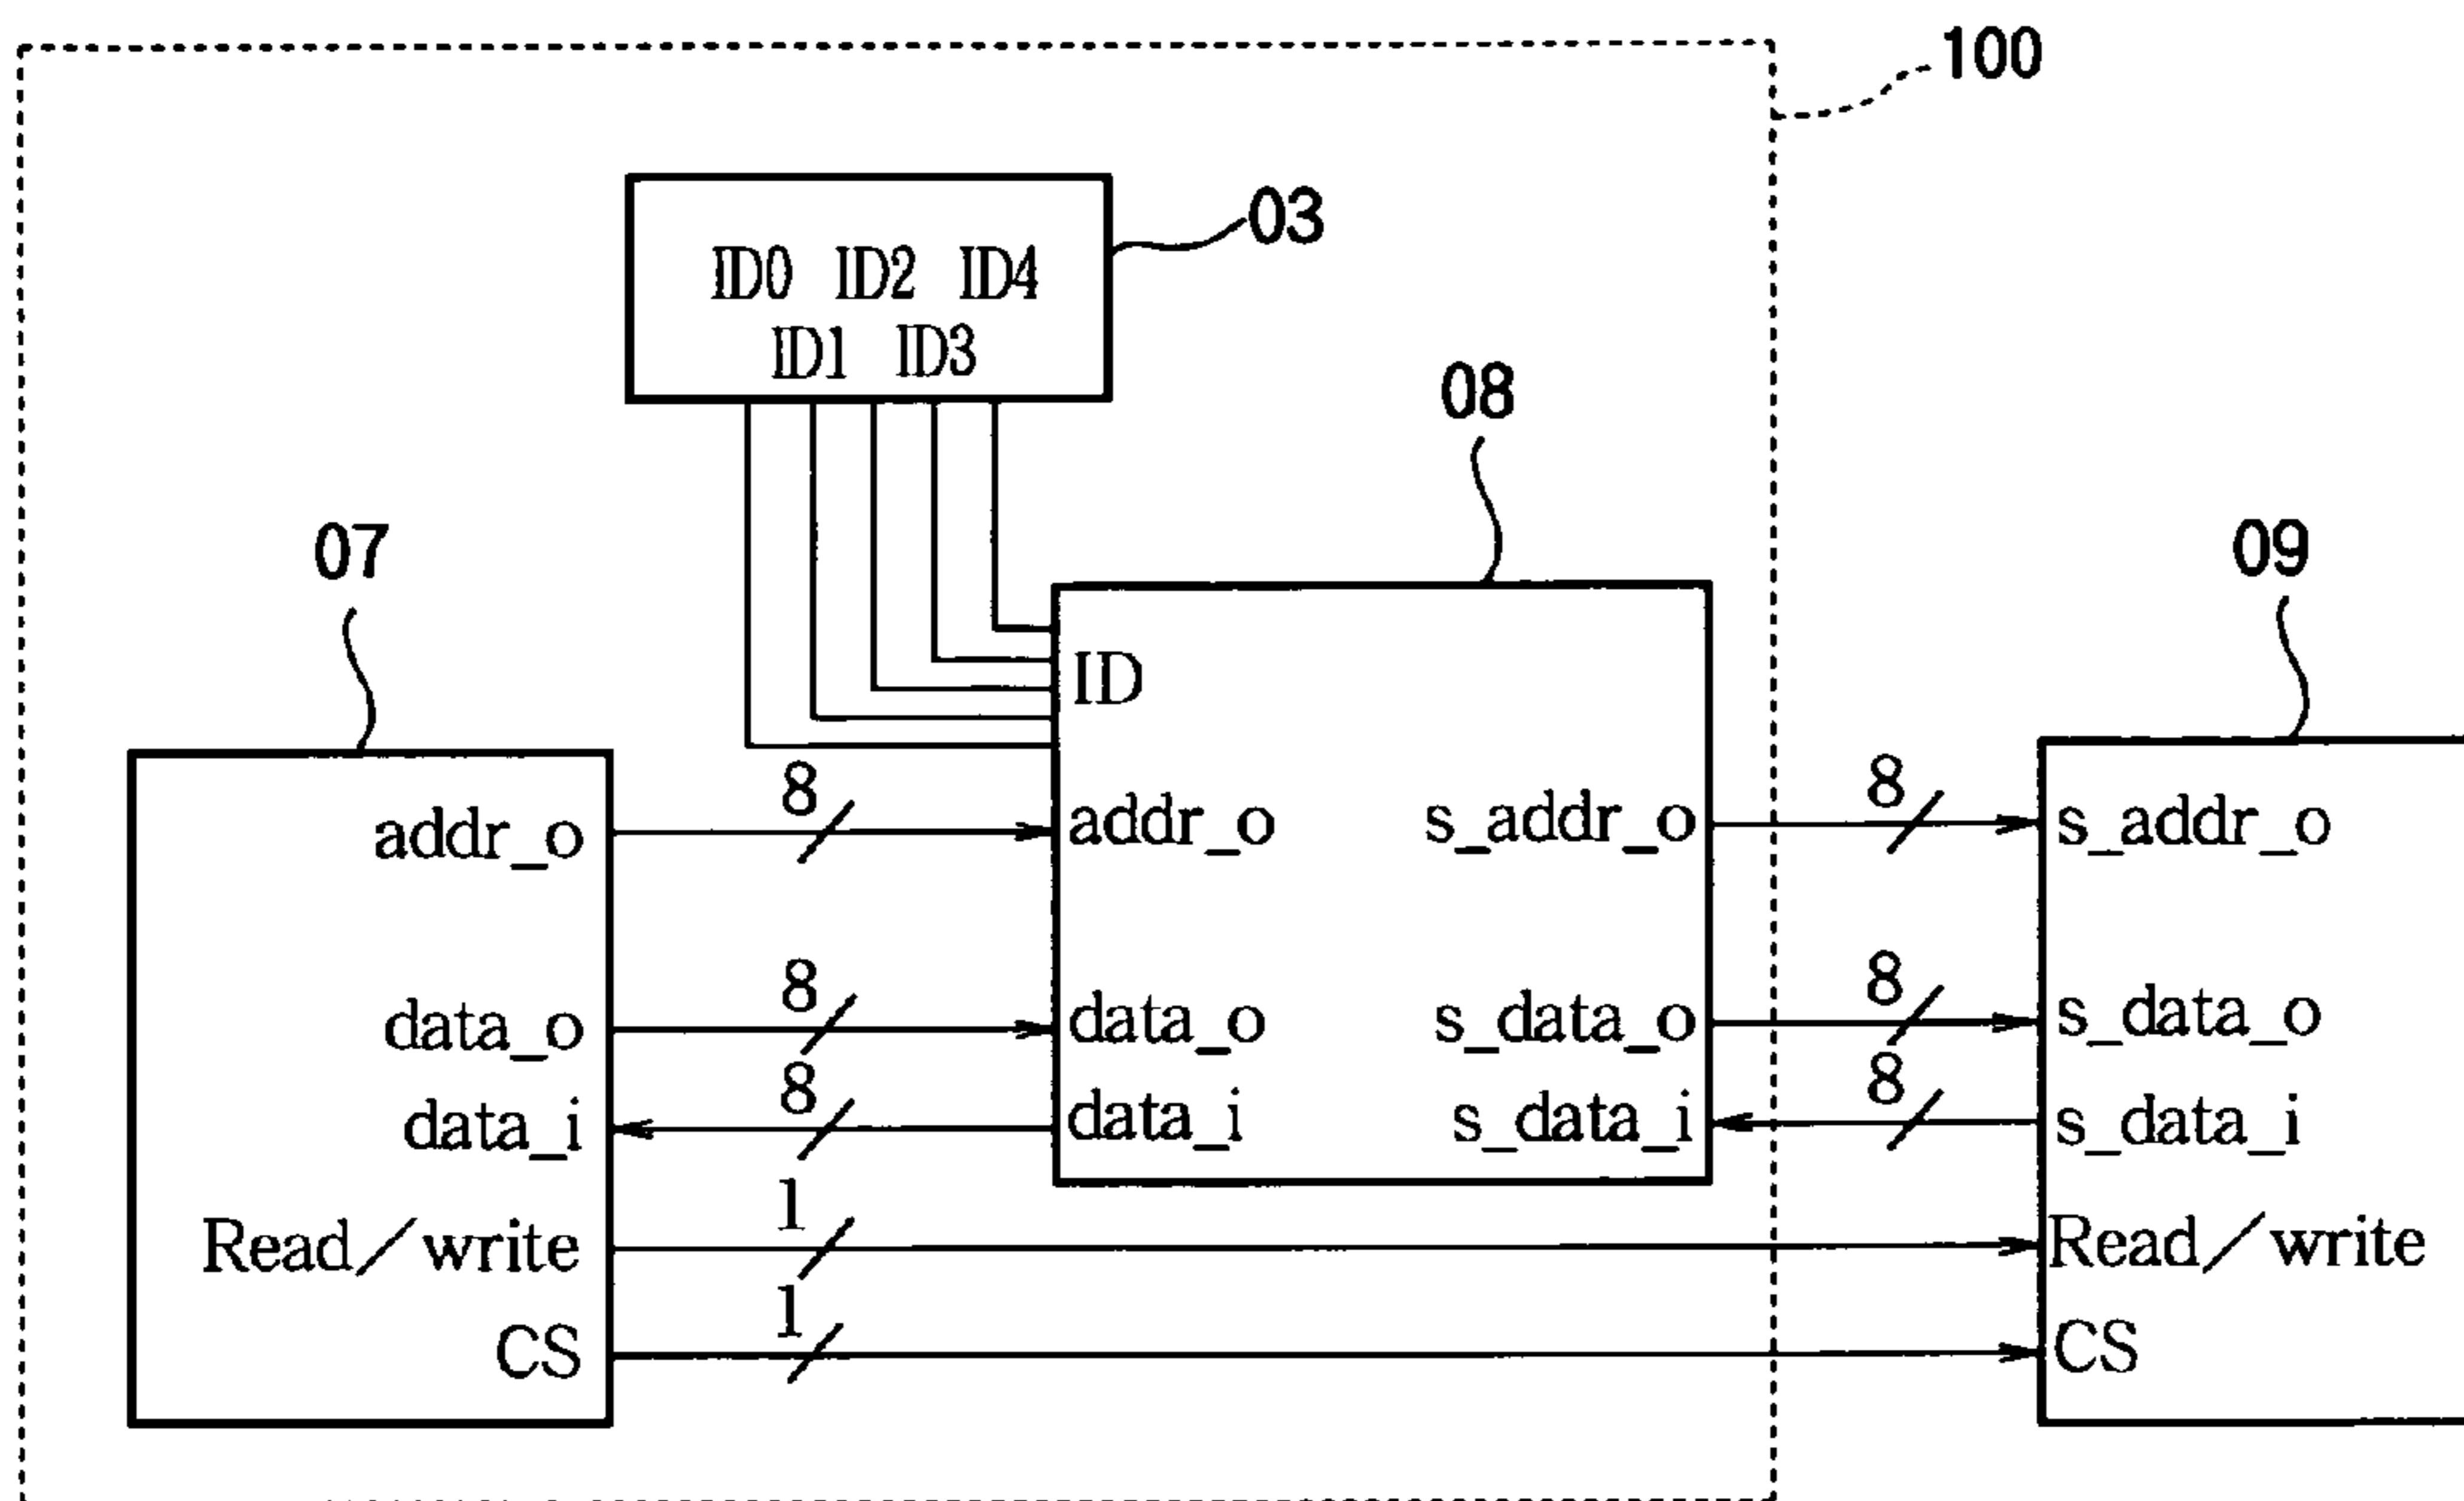 100
03
ID0 ID2 ID4
ID1 ID3
08
07
09
ID
8
8
addr_o
addr_o
s_addr_o
s_addr_o
8
8
data_o
data_o
s_data_o
s_data_o
8
8
data_i
data_i
s_data_i
s_data_i
1
Read/write
Read/write
1
CS
CS